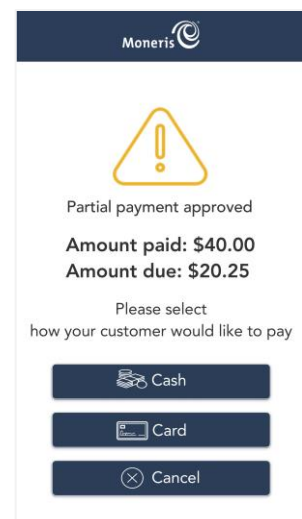 Moneris
Partial payment approved
Amount paid: $40.00
Amount due: $20.25
Please select
how your customer would like to pay
Cash
Card
Cancel